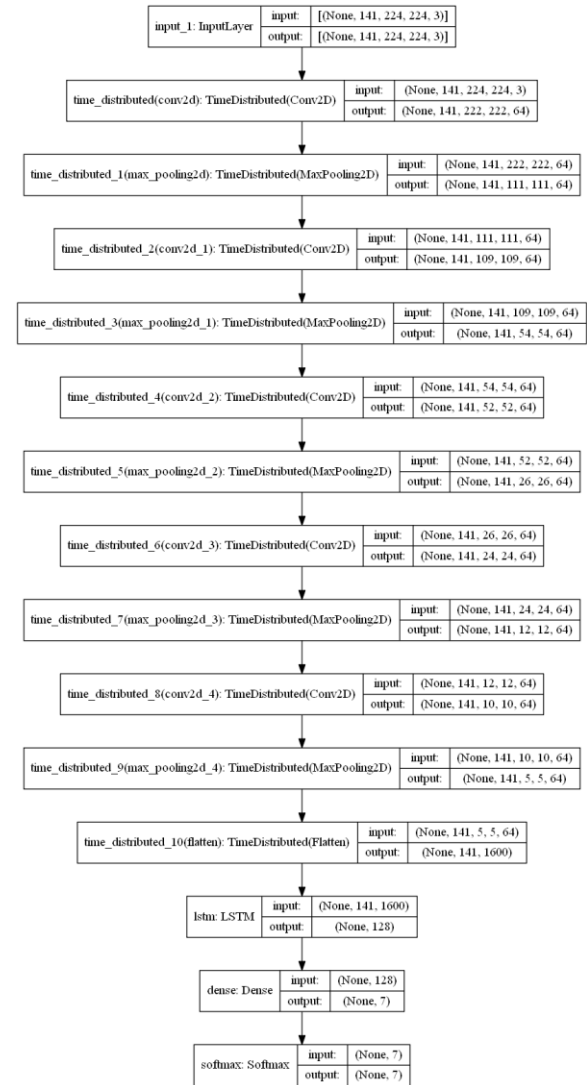 input_1: InputLayer
input: [(None, 141, 224, 224, 3)]
output: [(None, 141, 224, 224, 3)]
time_distributed(conv2d): TimeDistributed(Conv2D)
input: (None, 141, 224, 224, 3)
output: (None, 141, 222, 222, 64)
time_distributed_1(max_pooling2d): TimeDistributed(MaxPooling2D)
input: (None, 141, 222, 222, 64)
output: (None, 141, 111, 111, 64)
time_distributed_2(conv2d_1): TimeDistributed(Conv2D)
input: (None, 141, 111, 111, 64)
output: (None, 141, 109, 109, 64)
time_distributed_3(max_pooling2d_1): TimeDistributed(MaxPooling2D)
input: (None, 141, 109, 109, 64)
output: (None, 141, 54, 54, 64)
time_distributed_4(conv2d_2): TimeDistributed(Conv2D)
input: (None, 141, 54, 54, 64)
output: (None, 141, 52, 52, 64)
time_distributed_5(max_pooling2d_2): TimeDistributed(MaxPooling2D)
input: (None, 141, 52, 52, 64)
output: (None, 141, 26, 26, 64)
time_distributed_6(conv2d_3): TimeDistributed(Conv2D)
input: (None, 141, 26, 26, 64)
output: (None, 141, 24, 24, 64)
time_distributed_7(max_pooling2d_3): TimeDistributed(MaxPooling2D)
input: (None, 141, 24, 24, 64)
output: (None, 141, 12, 12, 64)
time_distributed_8(conv2d_4): TimeDistributed(Conv2D)
input: (None, 141, 12, 12, 64)
output: (None, 141, 10, 10, 64)
time_distributed_9(max_pooling2d_4): TimeDistributed(MaxPooling2D)
input: (None, 141, 10, 10, 64)
output: (None, 141, 5, 5, 64)
time_distributed_10(flatten): TimeDistributed(Flatten)
input: (None, 141, 5, 5, 64)
output: (None, 141, 1600)
lstm: LSTM
input: (None, 141, 1600)
output: (None, 128)
dense: Dense
input: (None, 128)
output: (None, 7)
softmax: Softmax
input: (None, 7)
output: (None, 7)